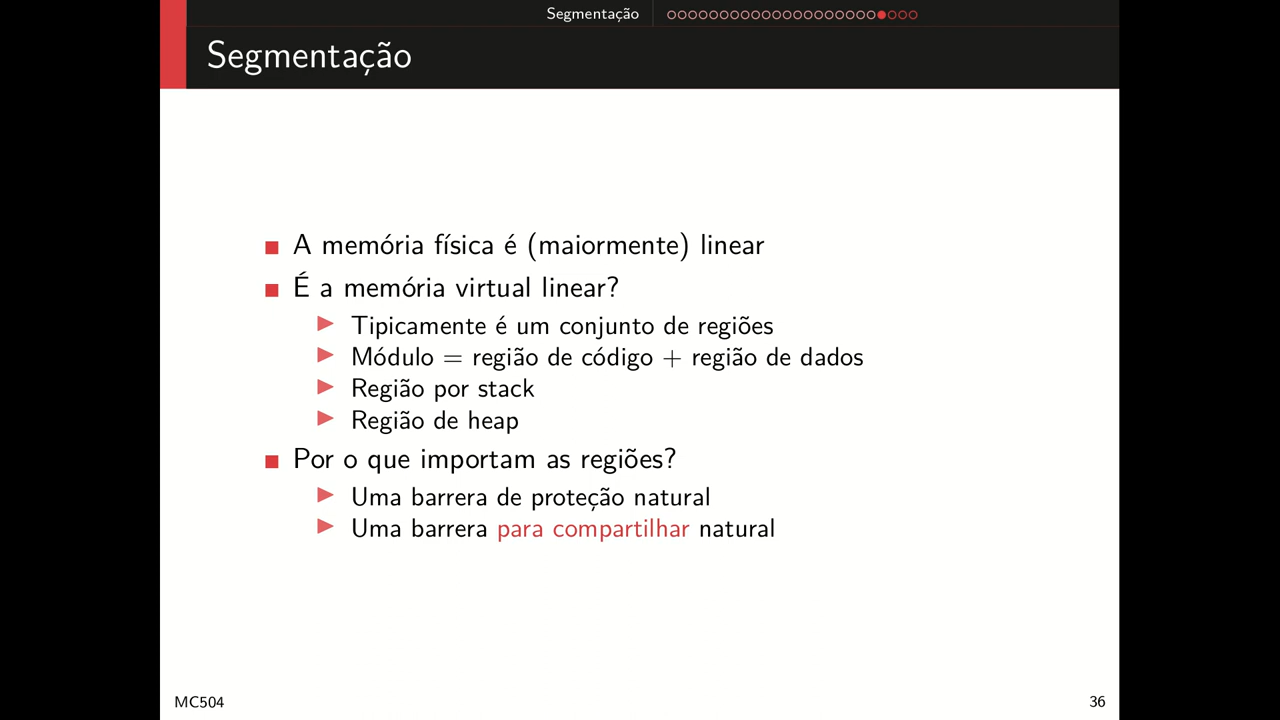 Segmentação
Segmentação
A memória física é (maiormente) linear
É a memória virtual linear?
Tipicamente é um conjunto de regiões
Módulo = região de código + região de dados
Região por stack
Região de heap
Por o que importam as regiões?
Uma barrera de proteção natural
Uma barrera para compartilhar natural
MC504
36